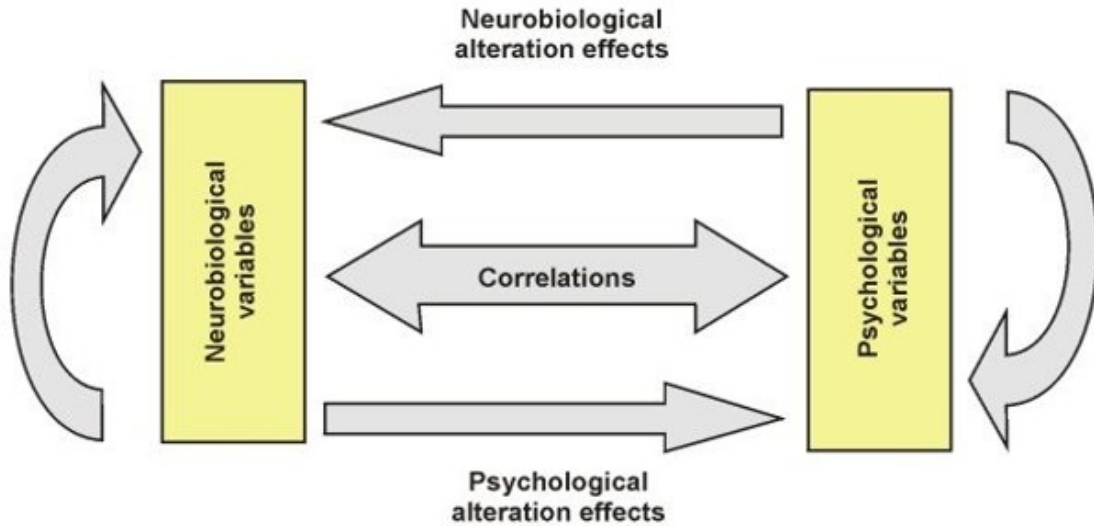 Neurobiological
alteration effects
Neurobiological
variables
Correlations
Psychological
variables
Psychological
alteration effects